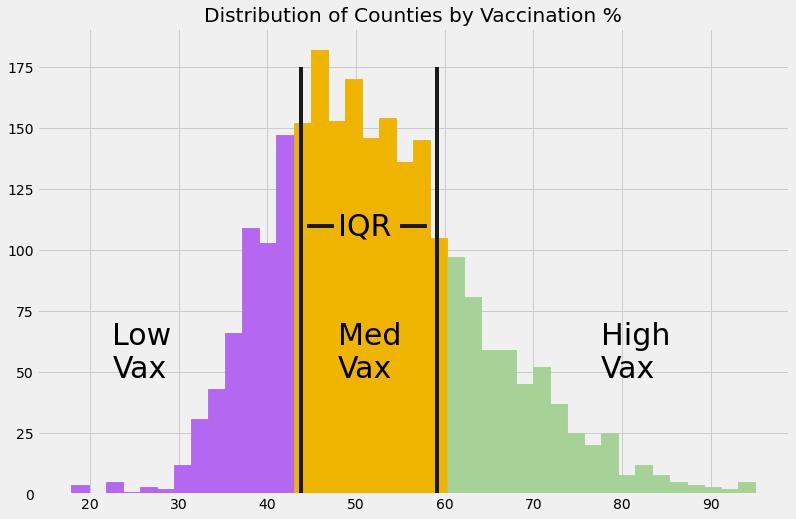 Distribution of Counties by Vaccination %
175
150
125
100
75
50
25
0
IQR
Low
Vax
Med
Vax
High
Vax
20 30 40 50 60 70 80 90